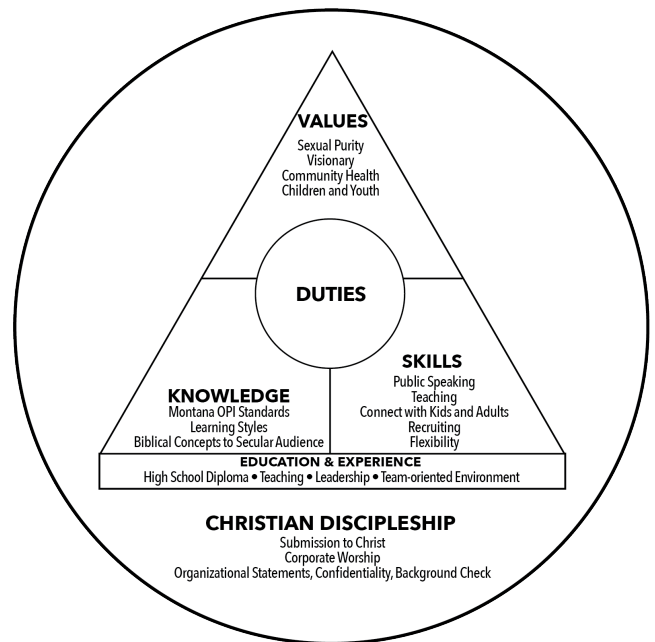 VALUES
Sexual Purity
Visionary
Community Health
Children and Youth
DUTIES
KNOWLEDGE
Montana OPI Standards
Learning Styles
Biblical Concepts to Secular Audience
SKILLS
Public Speaking
Teaching
Connect with Kids and Adults
Recruiting
Flexibility
EDUCATION & EXPERIENCE
High School Diploma • Teaching • Leadership • Team-oriented Environment
CHRISTIAN DISCIPLESHIP
Submission to Christ
Corporate Worship
Organizational Statements, Confidentiality, Background Check